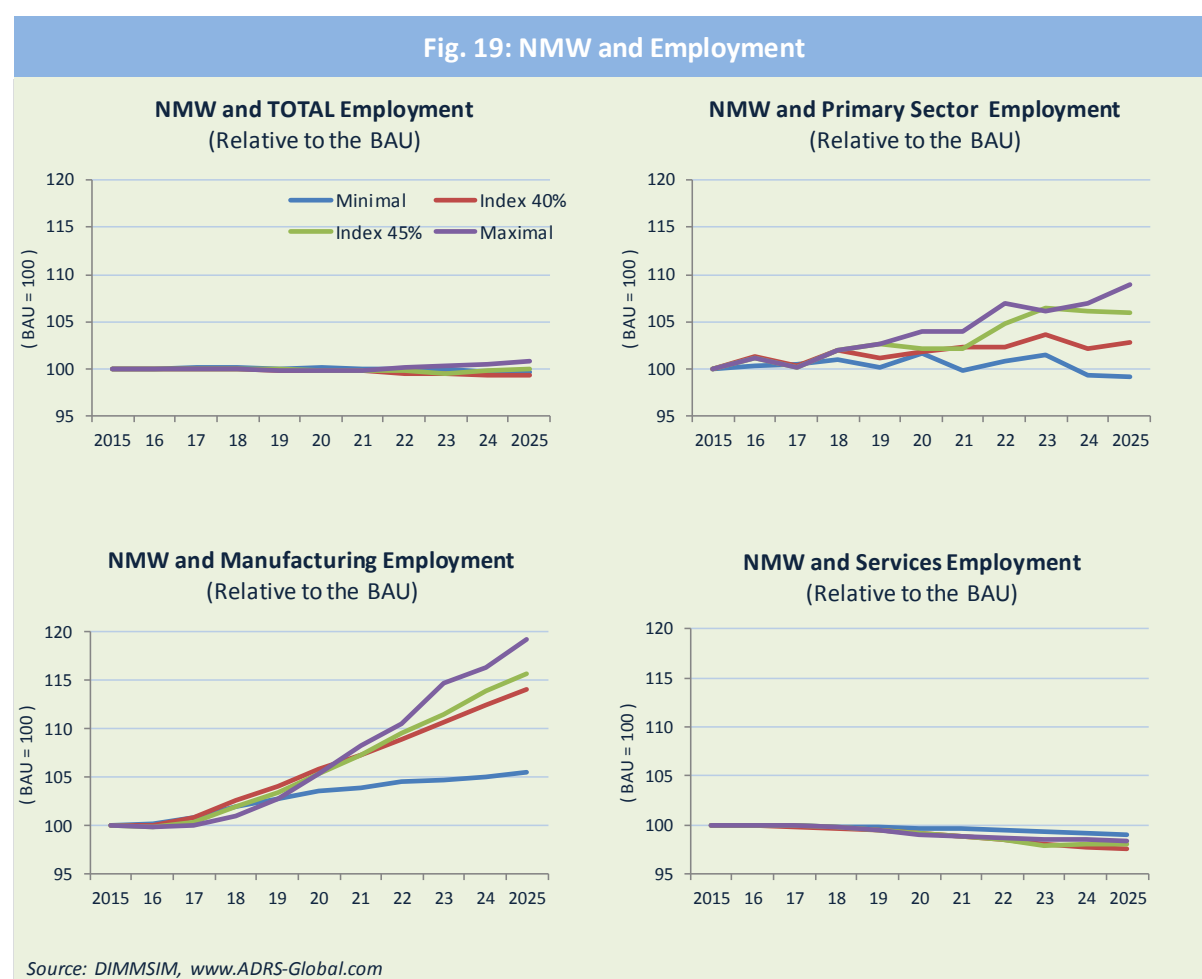 Fig. 19: NMW and Employment
NMW and TOTAL Employment
(Relative to the BAU)
( BAU = 100 )
120
115
110
105
100
95
Minimal
Index 40%
Index 45%
Maximal
2015 16 17 18 19 20 21 22 23 24 2025
NMW and Primary Sector Employment
(Relative to the BAU)
( BAU = 100 )
120
115
110
105
100
95
2015 16 17 18 19 20 21 22 23 24 2025
NMW and Manufacturing Employment
(Relative to the BAU)
( BAU = 100 )
120
115
110
105
100
95
2015 16 17 18 19 20 21 22 23 24 2025
NMW and Services Employment
(Relative to the BAU)
( BAU = 100 )
120
115
110
105
100
95
2015 16 17 18 19 20 21 22 23 24 2025
Source: DIMMSIM, www.ADRS-Global.com